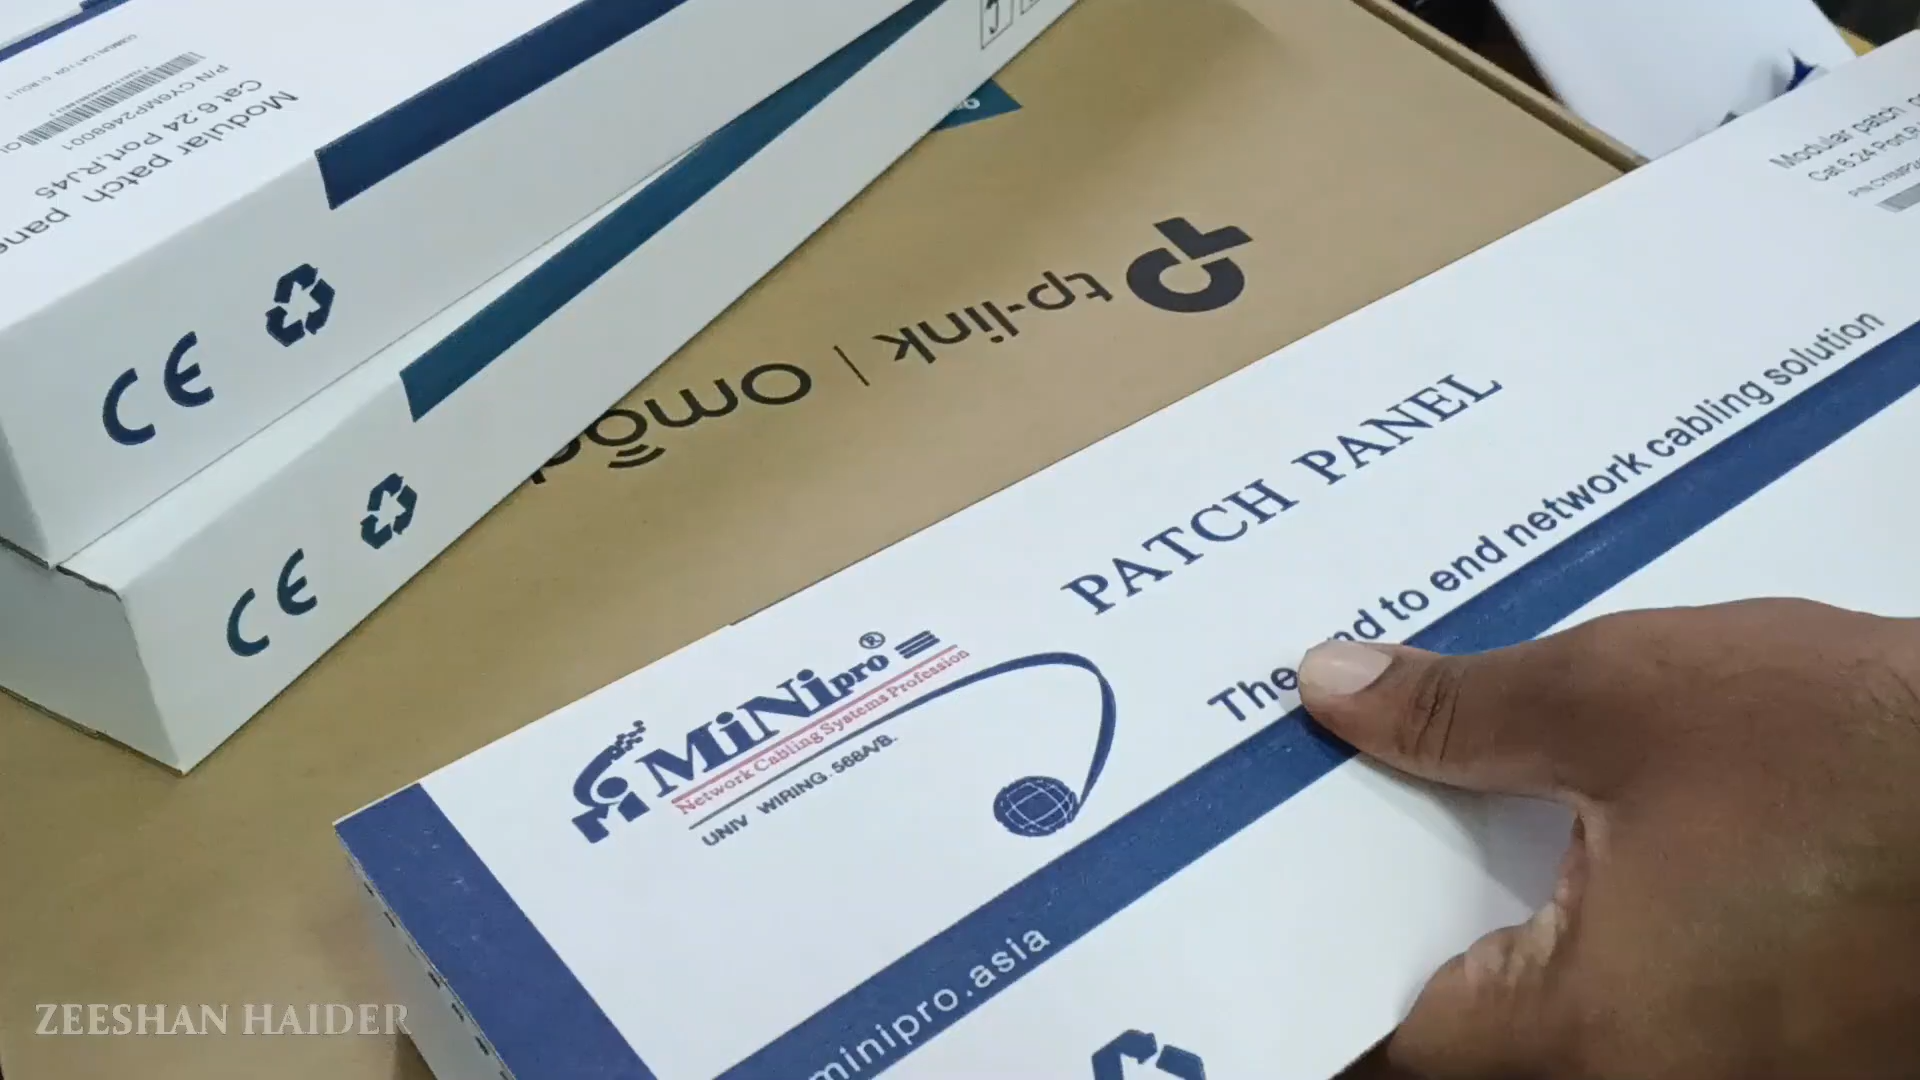 Modular patch pane
Cat 6.24 Port.RJ45
P/N CY6MP2468001
CE
CE
tp-link | Omad
Modular patch
Cat 6.24 Port.R
PATCH PANEL
The end to end network cabling solution
MiNipro®
Network Cabling Systems Profession
UNIV WIRING. 568A/B.
minipro.asia
ZEESHAN HAIDER